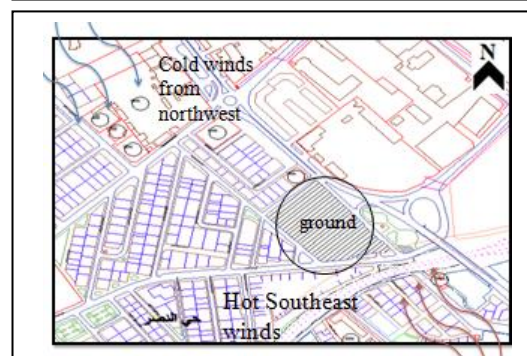 N
Cold winds
from
northwest
ground
Hot Southeast
winds
حي النصر